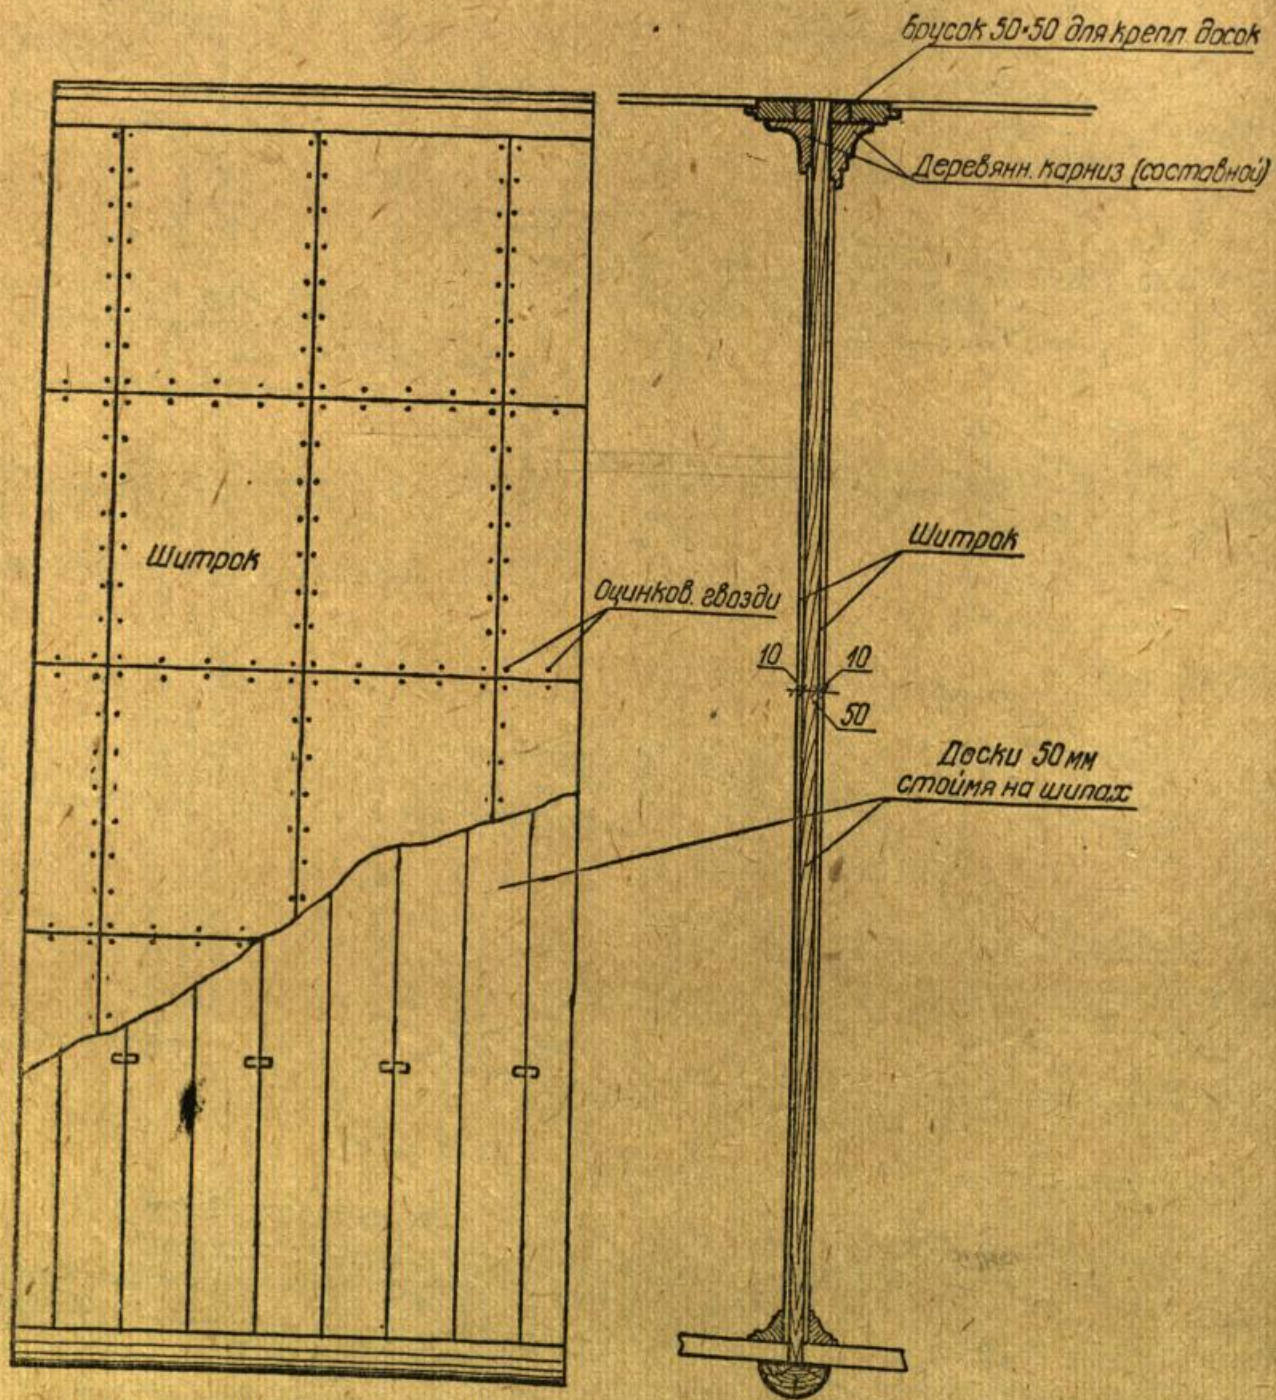 Брусок 50×50 для крепл. досок
Деревянн. карниз (составной)
Шитрок
Шитрок
Оцинков. гвозди
10
10
50
Доски 50 мм
стоймя на шипах